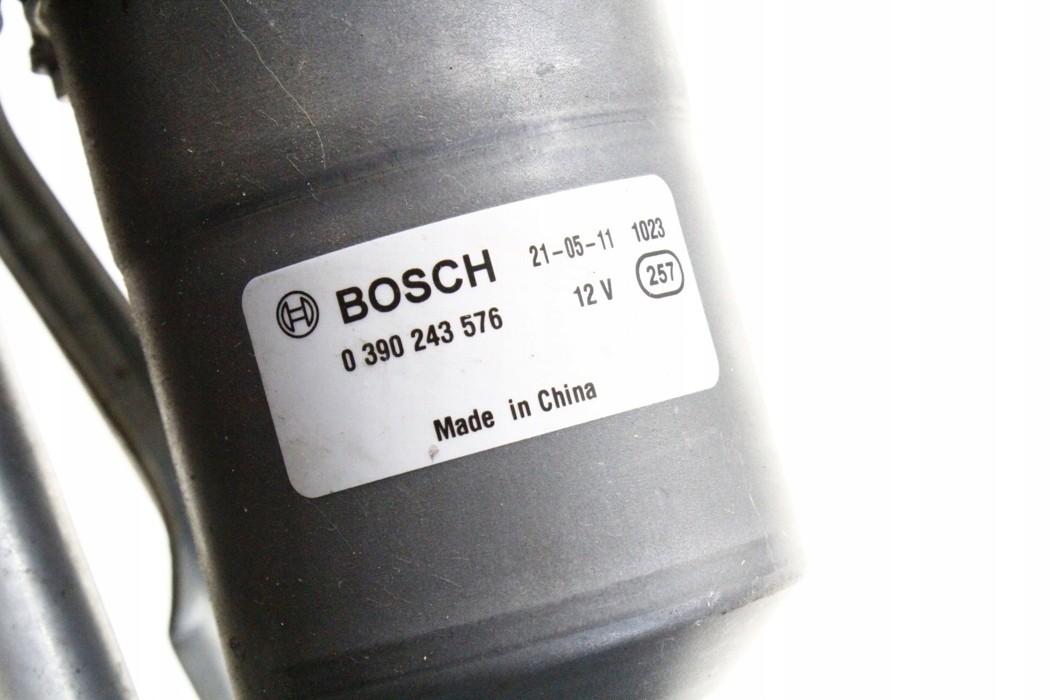 BOSCH 21-05-11 1023
0 390 243 576 12 V 257
Made in China